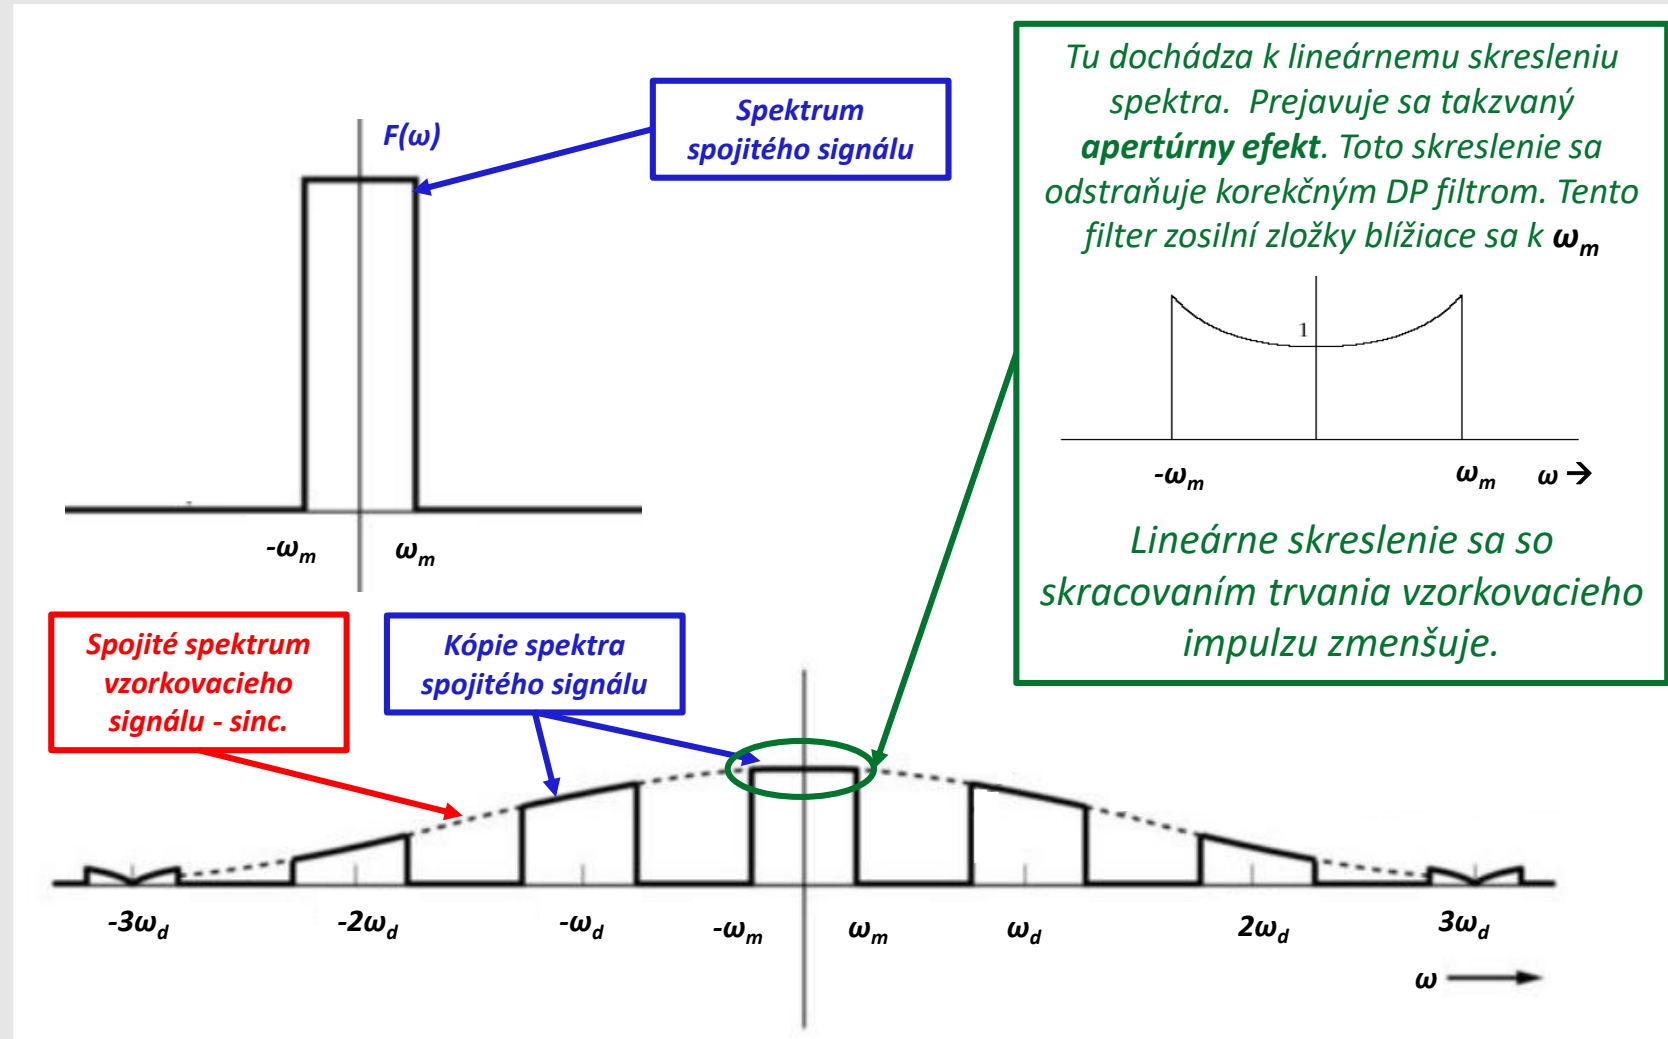 F(ω)
Spektrum
spojitého signálu
-ωm
ωm
Tu dochádza k lineárnemu skresleniu
spektra. Prejavuje sa takzvaný
apertúrny efekt. Toto skreslenie sa
odstraňuje korekčným DP filtrom. Tento
filter zosilní zložky blížiace sa k ωm
1
-ωm
ωm
ω →
Lineárne skreslenie sa so
skracovaním trvania vzorkovacieho
impulzu zmenšuje.
Spojité spektrum
vzorkovacieho
signálu - sinc.
Kópie spektra
spojitého signálu
-3ωd
-2ωd
-ωd
-ωm
ωm
ωd
2ωd
3ωd
ω